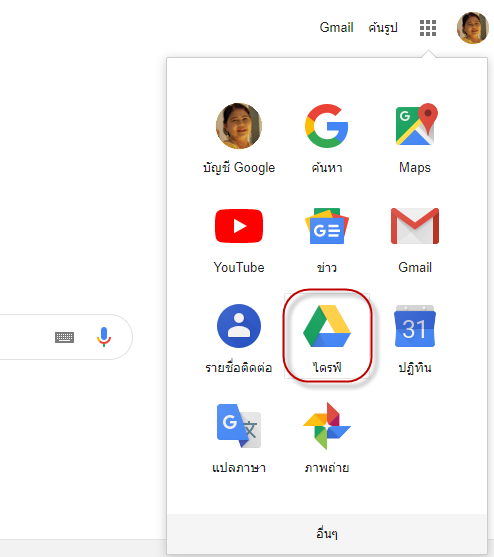 Gmail ค้นรูป
บัญชี Google ค้นหา Maps
YouTube ข่าว Gmail
31
รายชื่อติดต่อ ไดรฟ์ ปฏิทิน
G 文
แปลภาษา ภาพถ่าย
อื่นๆ